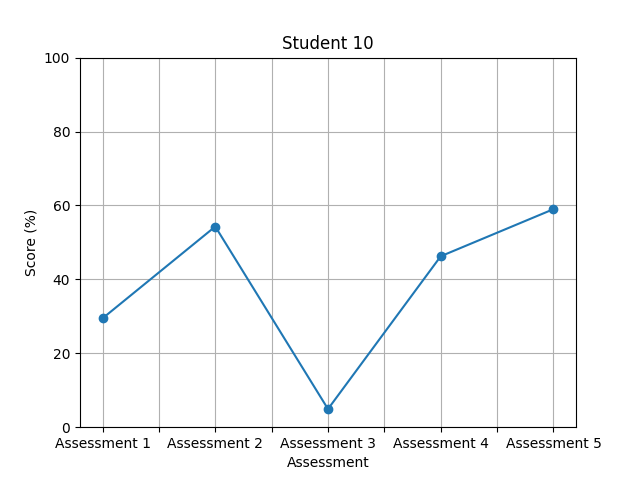 Student 10
100
80
60
40
20
0
Score (%)
Assessment 1 Assessment 2 Assessment 3 Assessment 4 Assessment 5
Assessment